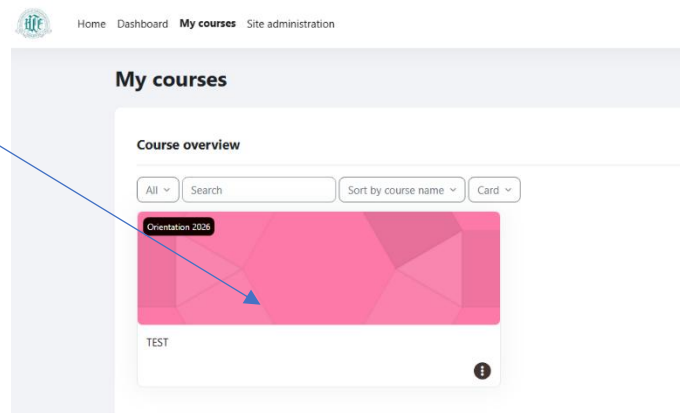 Home Dashboard My courses Site administration
My courses
Course overview
All Search Sort by course name Card
Orientation 2026
TEST